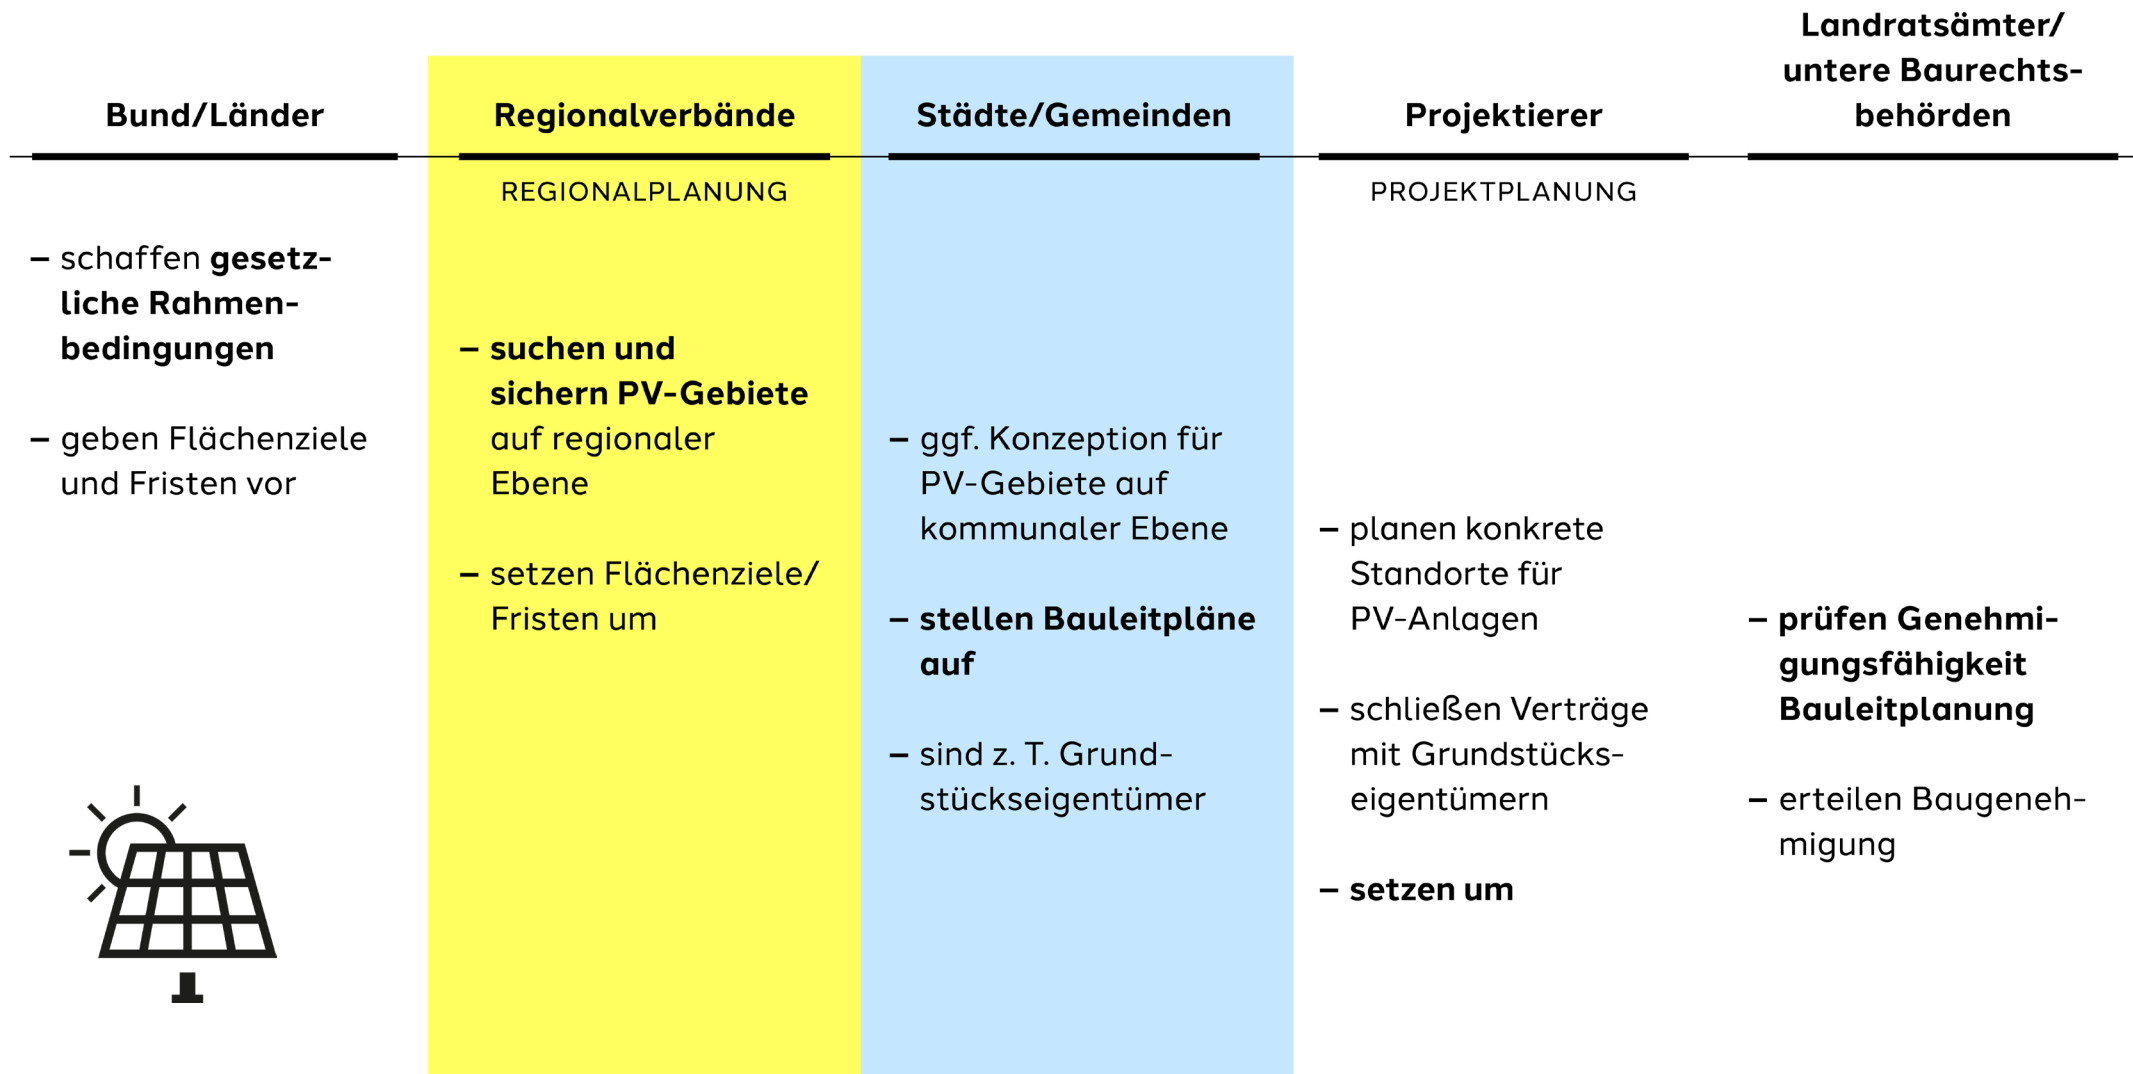 Bund/Länder
– schaffen gesetz-
liche Rahmen-
bedingungen
– geben Flächenziele
und Fristen vor
Regionalverbände
REGIONALPLANUNG
– suchen und
sichern PV-Gebiete
auf regionaler
Ebene
– setzen Flächenziele/
Fristen um
Städte/Gemeinden
– ggf. Konzeption für
PV-Gebiete auf
kommunaler Ebene
– stellen Bauleitpläne
auf
– sind z. T. Grund-
stückseigentümer
Projektierer
PROJEKTPLANUNG
– planen konkrete
Standorte für
PV-Anlagen
– schließen Verträge
mit Grundstücks-
eigentümern
– setzen um
Landratsämter/
untere Baurechts-
behörden
– prüfen Genehmi-
gungsfähigkeit
Bauleitplanung
– erteilen Baugeneh-
migung